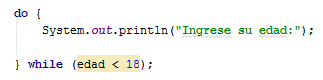 do {
System.out.println("Ingrese su edad:");
} while (edad < 18);